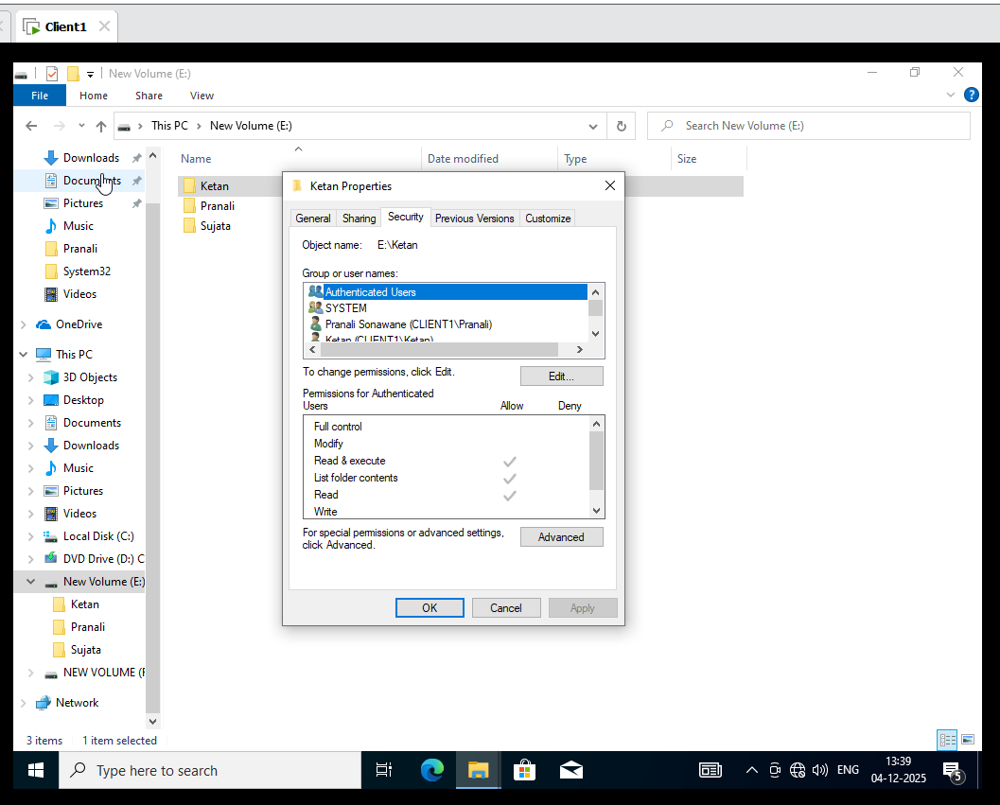 Client1
New Volume (E:)
File Home Share View
This PC New Volume (E:)
Search New Volume (E:)
Downloads
Documents
Pictures
Music
Pranali
System32
Videos
OneDrive
This PC
3D Objects
Desktop
Documents
Downloads
Music
Pictures
Videos
Local Disk (C:)
DVD Drive (D:) C
New Volume (E:)
Ketan
Pranali
Sujata
NEW VOLUME (F
Network
Name Date modified Type Size
Ketan
Pranali
Sujata
Ketan Properties
General Sharing Security Previous Versions Customize
Object name: E:\Ketan
Group or user names:
Authenticated Users
SYSTEM
Pranali Sonawane (CLIENT1\Pranali)
Ketan (CLIENT1\Ketan)
To change permissions, click Edit.
Edit...
Permissions for Authenticated
Users Allow Deny
Full control
Modify
Read & execute
List folder contents
Read
Write
For special permissions or advanced settings,
click Advanced.
Advanced
OK Cancel Apply
3 items 1 item selected
Type here to search
ENG
13:39
04-12-2025
5